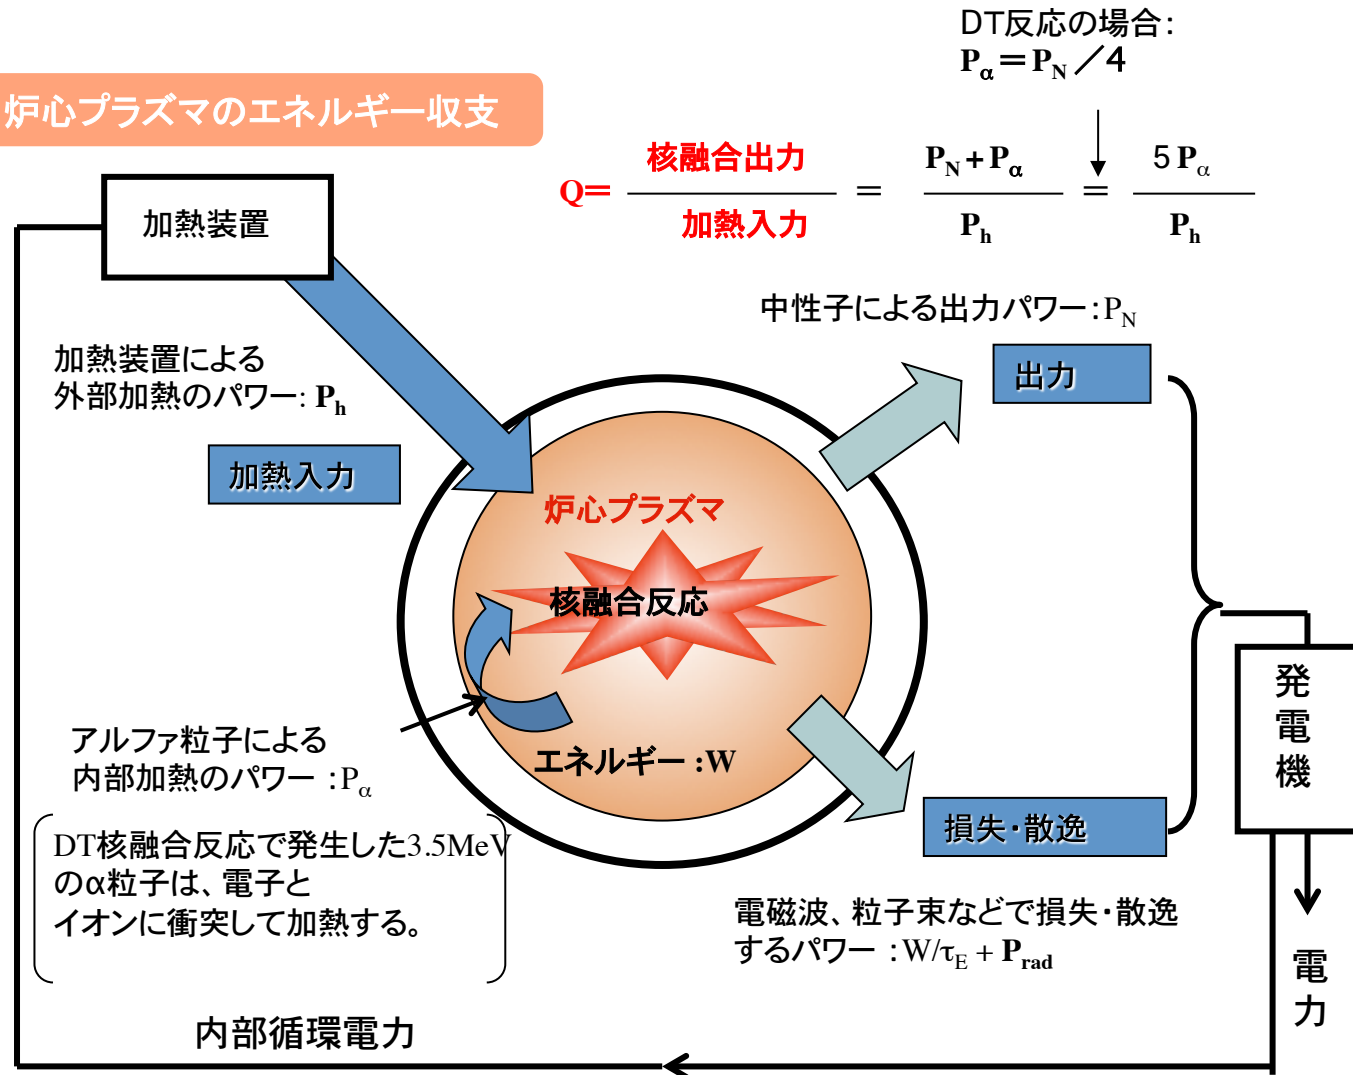 DT反応の場合：
Pα＝PN ／4
炉心プラズマのエネルギー収支
Q＝ 核融合出力 ＝ PN＋Pα ＝ 5 Pα
加熱入力 Ph Ph
加熱装置
中性子による出力パワー：PN
加熱装置による
外部加熱のパワー： Ph
出力
加熱入力
炉心プラズマ
核融合反応
発電機
アルファ粒子による
内部加熱のパワー ：Pα
エネルギー：W
DT核融合反応で発生した3.5MeV
のα粒子は、電子と
イオンに衝突して加熱する。
損失・散逸
電磁波、粒子束などで損失・散逸
するパワー ：W/τE + Prad
電力
内部循環電力